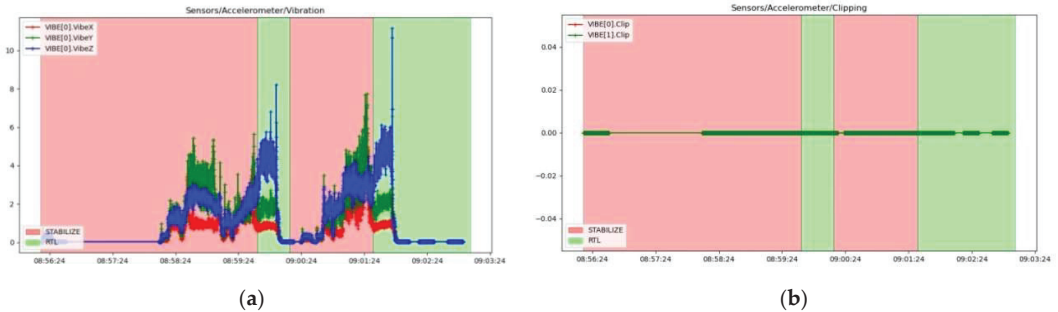 Sensors/Accelerometer/Vibration
VIBE[0].VibeX
VIBE[0].VibeY
VIBE[0].VibeZ
10
8
6
4
2
0
STABILIZE
RTL
08:56:24 08:57:24 08:58:24 08:59:24 09:00:24 09:01:24 09:02:24 09:03:24
(a)
Sensors/Accelerometer/Clipping
VIBE[0].Clip
VIBE[1].Clip
0.04
0.02
0.00
−0.02
−0.04
STABILIZE
RTL
08:56:24 08:57:24 08:58:24 08:59:24 09:00:24 09:01:24 09:02:24 09:03:24
(b)